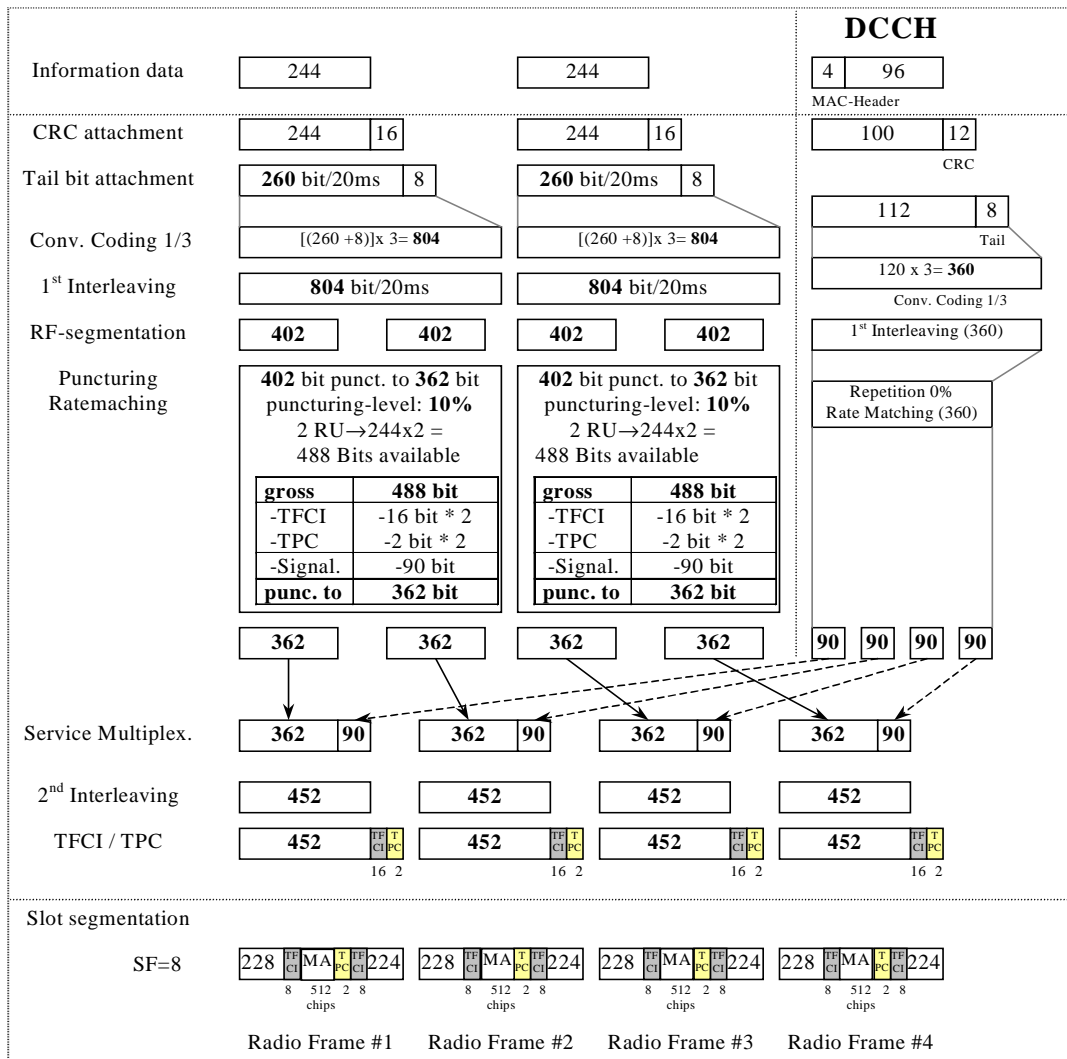 DCCH
Information data 244 244 4 96
MAC-Header
CRC attachment 244 16 244 16 100 12
CRC
Tail bit attachment 260 bit/20ms 8 260 bit/20ms 8
112 8
Tail
Conv. Coding 1/3 [(260 +8)]x 3= 804 [(260 +8)]x 3= 804
120 x 3= 360
Conv. Coding 1/3
1st Interleaving 804 bit/20ms 804 bit/20ms
RF-segmentation 402 402 402 402 1st Interleaving (360)
Puncturing
Ratemaching
402 bit punct. to 362 bit
puncturing-level: 10%
2 RU→244x2 =
488 Bits available
gross 488 bit
-TFCI -16 bit * 2
-TPC -2 bit * 2
-Signal. -90 bit
punc. to 362 bit
402 bit punct. to 362 bit
puncturing-level: 10%
2 RU→244x2 =
488 Bits available
gross 488 bit
-TFCI -16 bit * 2
-TPC -2 bit * 2
-Signal. -90 bit
punc. to 362 bit
Repetition 0%
Rate Matching (360)
362 362 362 362 90 90 90 90
Service Multiplex. 362 90 362 90 362 90 362 90
2nd Interleaving 452 452 452 452
TFCI / TPC 452 TF CI T PC 452 TF CI T PC 452 TF CI T PC 452 TF CI T PC
16 2 16 2 16 2 16 2
Slot segmentation
SF=8 228 TF CI MA T PC TF CI 224 228 TF CI MA T PC TF CI 224 228 TF CI MA T PC TF CI 224 228 TF CI MA T PC TF CI 224
8 512 2 8 8 512 2 8 8 512 2 8 8 512 2 8
chips chips chips chips
Radio Frame #1 Radio Frame #2 Radio Frame #3 Radio Frame #4